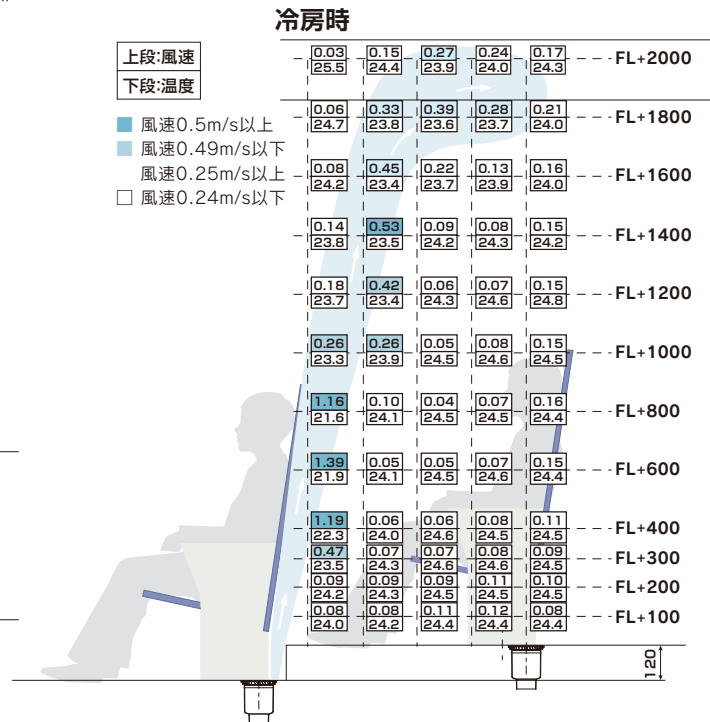 冷房時
上段:風速
下段:温度
風速0.5m/s以上
風速0.49m/s以下
風速0.25m/s以上
風速0.24m/s以下
0.03 0.15 0.27 0.24 0.17 FL+2000
25.5 24.4 23.9 24.0 24.3
0.06 0.33 0.39 0.28 0.21 FL+1800
24.7 23.8 23.6 23.7 24.0
0.08 0.45 0.22 0.13 0.16 FL+1600
24.2 23.4 23.7 23.9 24.0
0.14 0.53 0.09 0.08 0.15 FL+1400
23.8 23.5 24.2 24.3 24.2
0.18 0.42 0.06 0.07 0.15 FL+1200
23.7 23.4 24.3 24.6 24.8
0.26 0.26 0.05 0.08 0.15 FL+1000
23.3 23.9 24.5 24.6 24.5
1.16 0.10 0.04 0.07 0.16 FL+800
21.6 24.1 24.5 24.5 24.4
1.39 0.05 0.05 0.07 0.15 FL+600
21.9 24.1 24.5 24.6 24.4
1.19 0.06 0.06 0.08 0.11 FL+400
22.3 24.0 24.6 24.5 24.5
0.47 0.07 0.07 0.08 0.09 FL+300
23.5 24.3 24.6 24.6 24.5
0.09 0.09 0.09 0.11 0.10 FL+200
24.2 24.3 24.5 24.5 24.5
0.08 0.08 0.11 0.12 0.08 FL+100
24.0 24.2 24.4 24.4 24.4
120